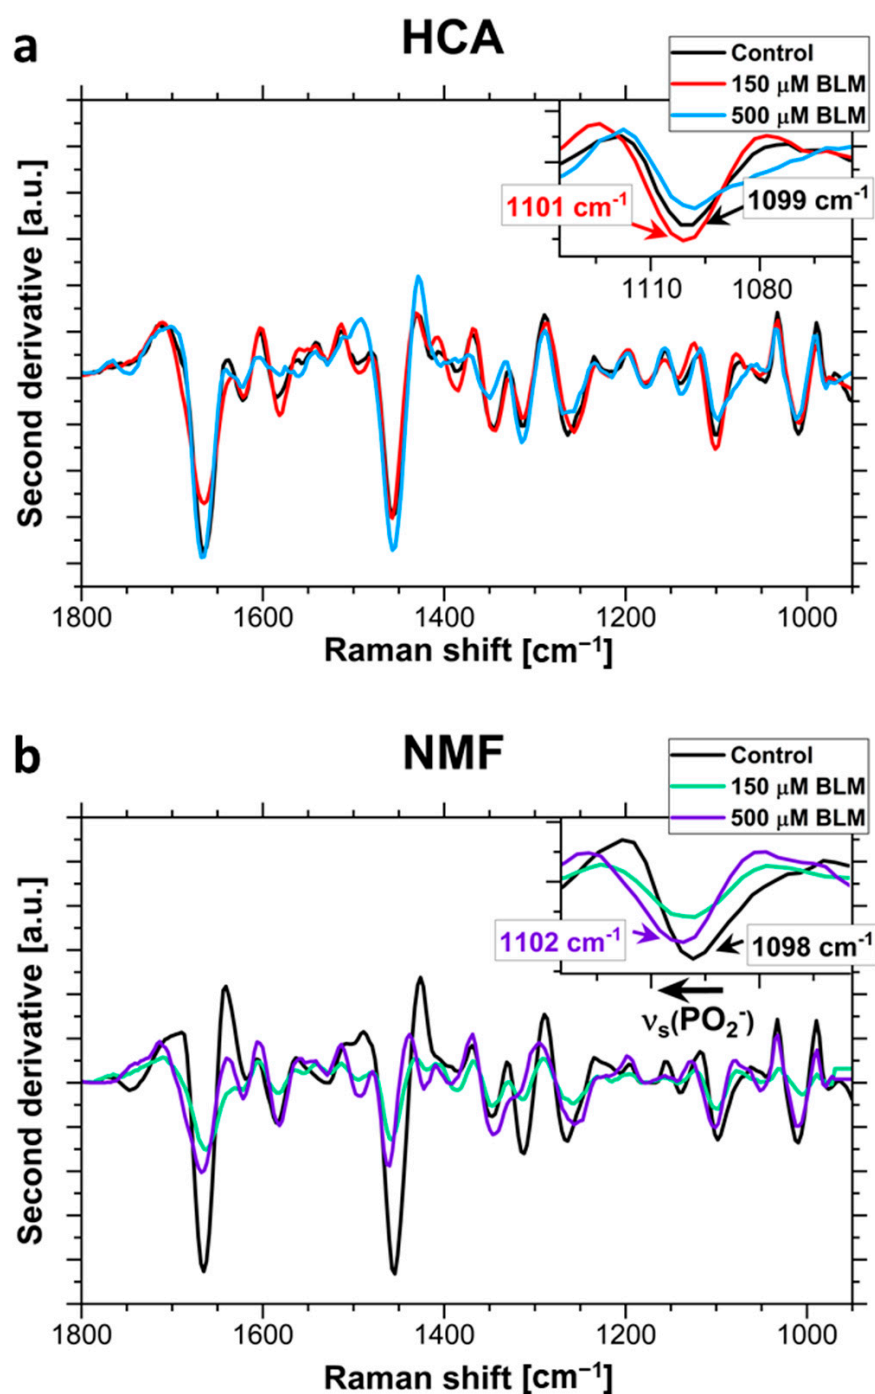 a
HCA
Control
150 μM BLM
500 μM BLM
1101 cm⁻¹
1099 cm⁻¹
1110
1080
Second derivative [a.u.]
1800
1600
1400
1200
1000
Raman shift [cm⁻¹]
b
NMF
Control
150 μM BLM
500 μM BLM
1102 cm⁻¹
1098 cm⁻¹
νₛ(PO₂⁻)
Second derivative [a.u.]
1800
1600
1400
1200
1000
Raman shift [cm⁻¹]